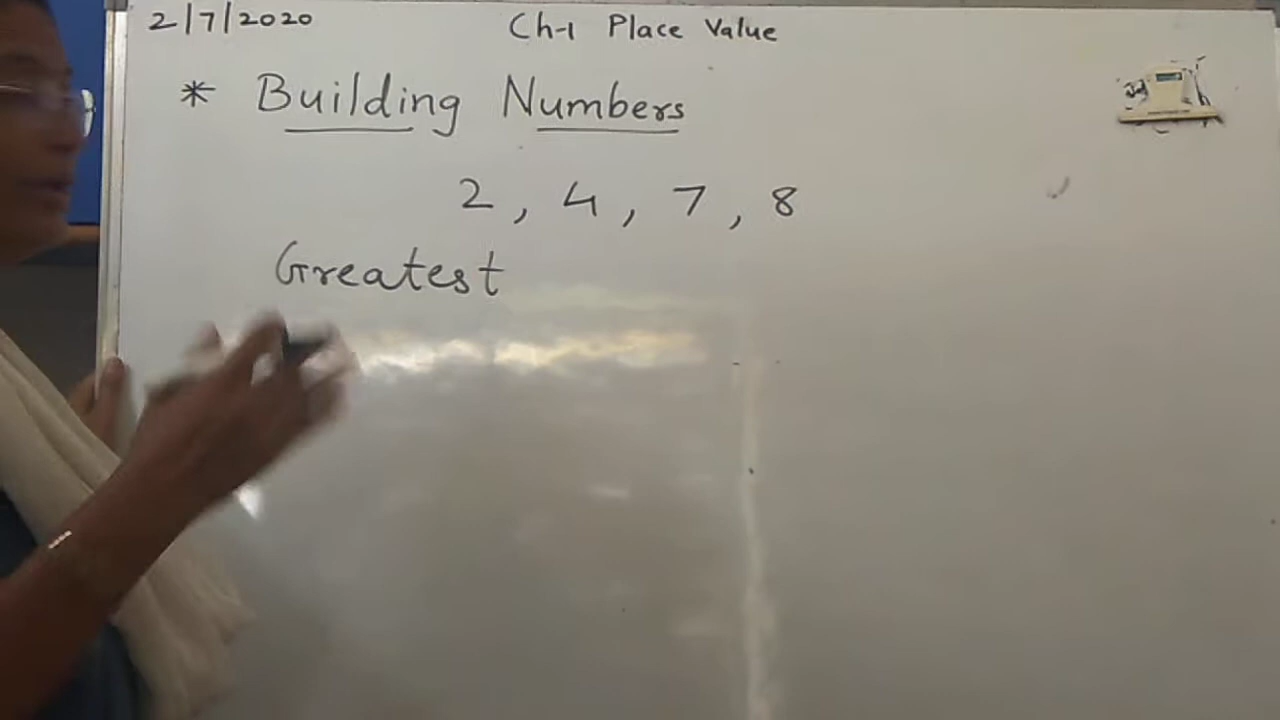 2/7/2020 Ch-1 Place Value
* Building Numbers
2, 4, 7, 8
Greatest